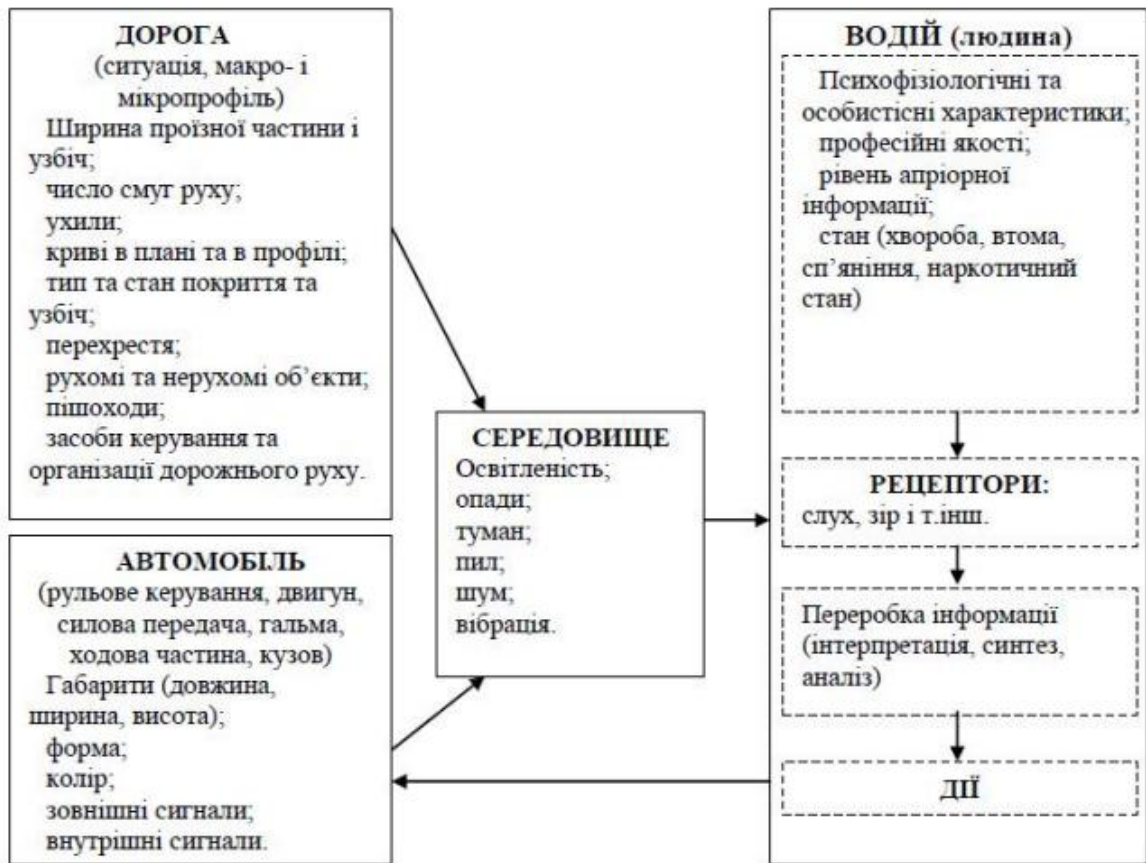 ДОРОГА
(ситуація, макро- і
мікропрофіль)
Ширина проїзної частини і
узбіч;
число смуг руху;
ухили;
криві в плані та в профілі;
тип та стан покриття та
узбіч;
перехрестя;
рухомі та нерухомі об’єкти;
пішоходи;
засоби керування та
організації дорожнього руху.
АВТОМОБІЛЬ
(рульове керування, двигун,
силова передача, гальма,
ходова частина, кузов)
Габарити (довжина,
ширина, висота);
форма;
колір;
зовнішні сигнали;
внутрішні сигнали.
СЕРЕДОВИЩЕ
Освітленість;
опади;
туман;
пил;
шум;
вібрація.
ВОДІЙ (людина)
Психофізіологічні та
особистісні характеристики;
професійні якості;
рівень апріорної
інформації;
стан (хвороба, втома,
сп’яніння, наркотичний
стан)
РЕЦЕПТОРИ:
слух, зір і т.інш.
Переробка інформації
(інтерпретація, синтез,
аналіз)
ДІЇ